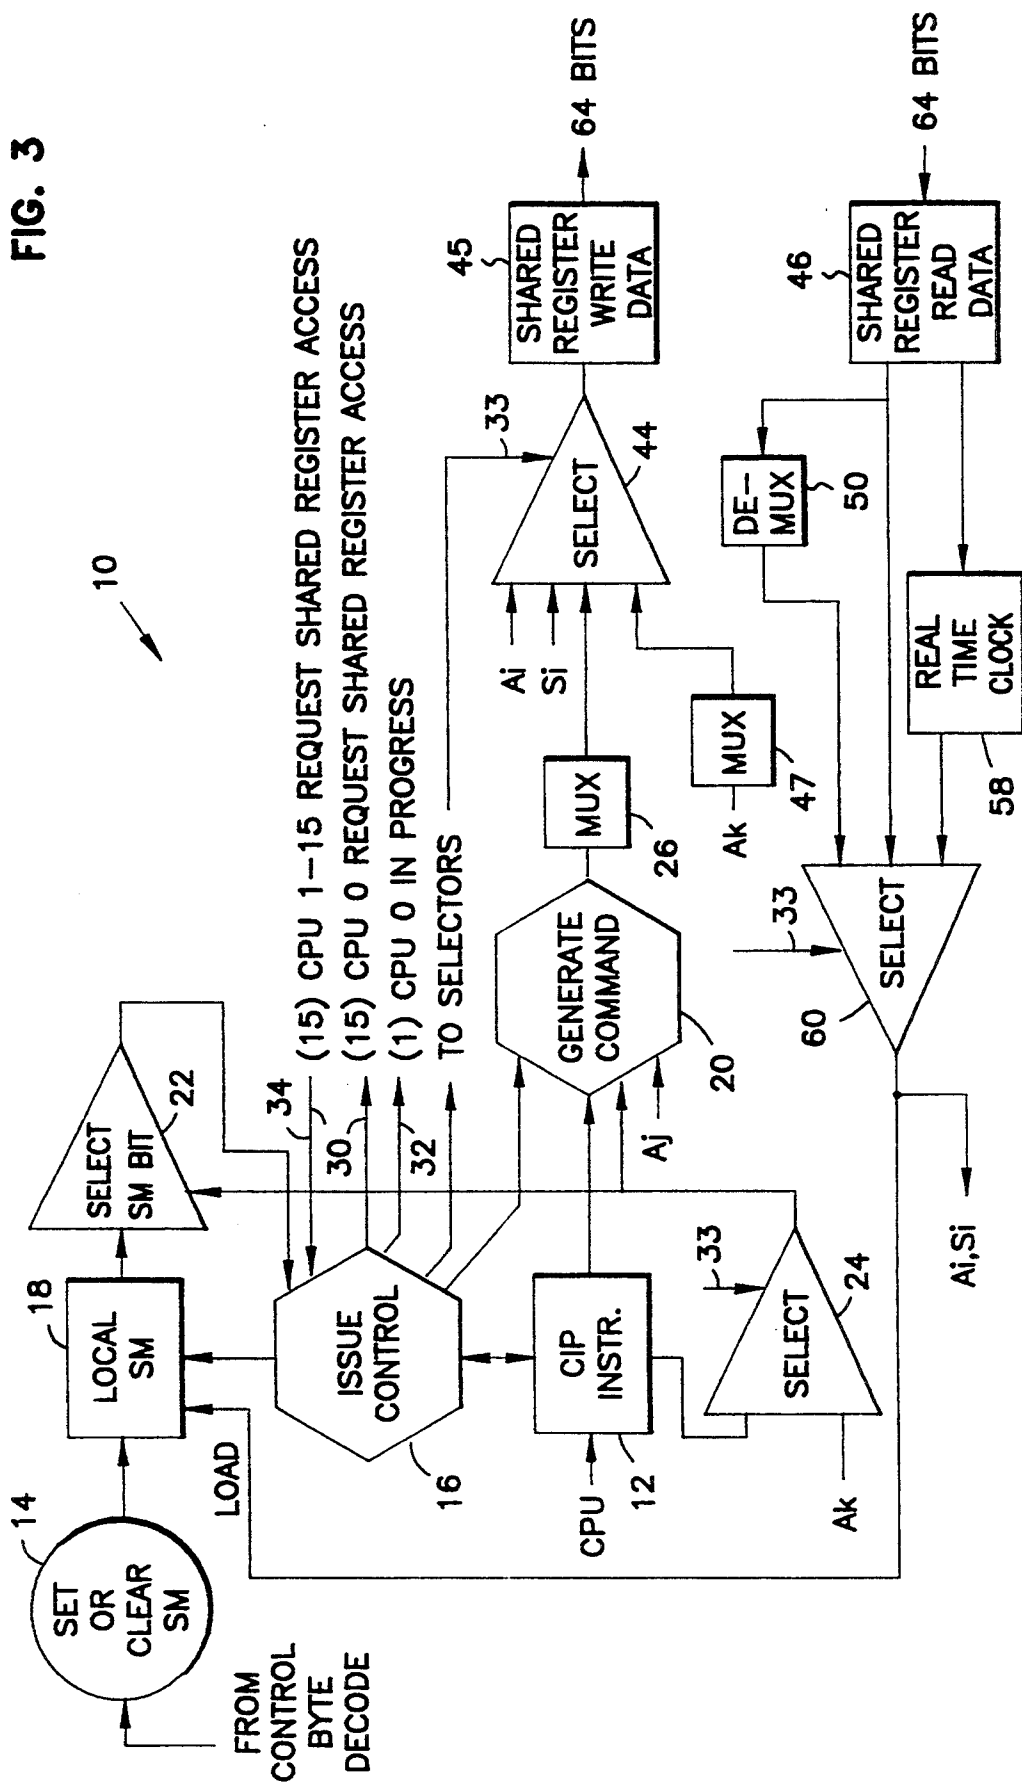 FIG. 3
10
FROM
CONTROL
BYTE
DECODE
SET
OR
CLEAR
SM
14
LOAD
LOCAL
SM
18
SELECT
SM BIT
22
ISSUE
CONTROL
16
34
30
32
(15) CPU 1–15 REQUEST SHARED REGISTER ACCESS
(15) CPU 0 REQUEST SHARED REGISTER ACCESS
(1) CPU 0 IN PROGRESS
TO SELECTORS
CPU
CIP
INSTR.
12
GENERATE
COMMAND
20
Aj
MUX
26
Ai
Si
SELECT
44
33
SHARED
REGISTER
WRITE
DATA
45
64 BITS
Ak
MUX
47
Ak
SELECT
24
33
SELECT
60
33
Ai,Si
DE–
MUX
50
REAL
TIME
CLOCK
58
SHARED
REGISTER
READ
DATA
46
64 BITS